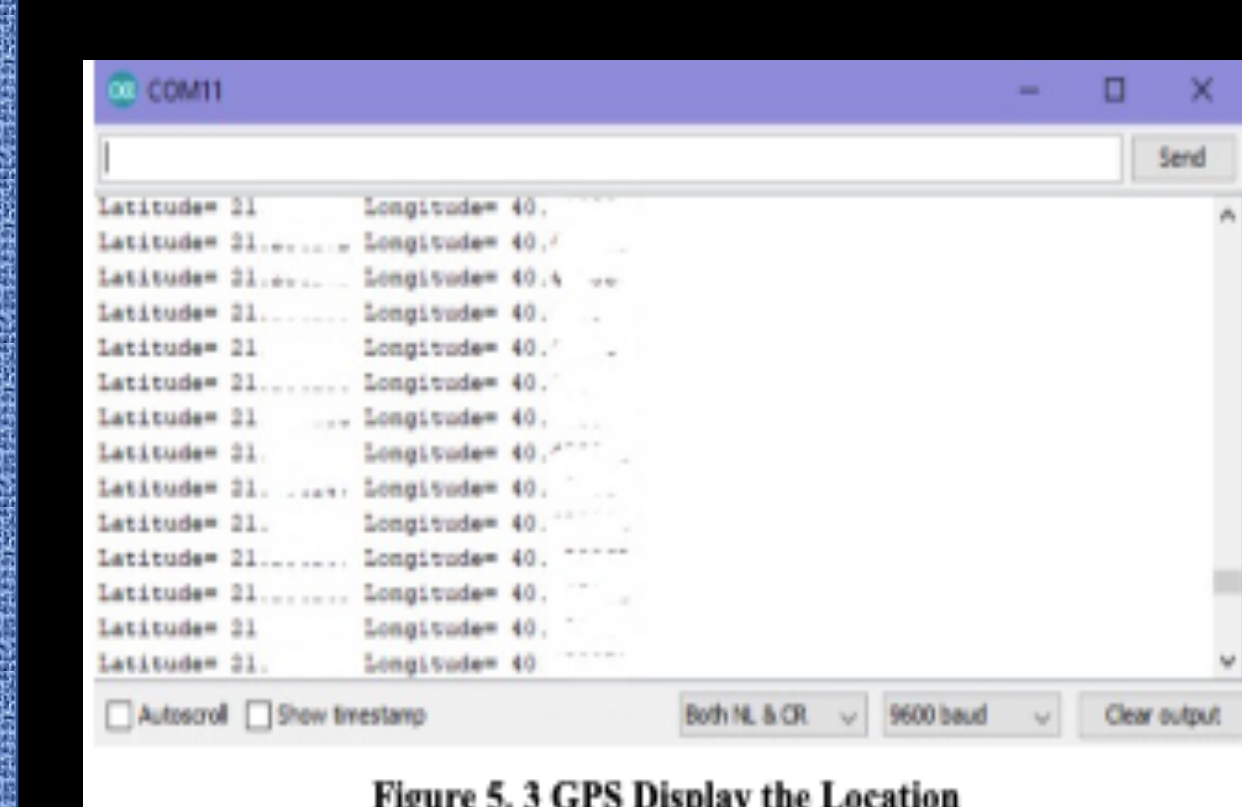 COM11
Send
Latitude= 21 Longitude= 40.
Latitude= 21. Longitude= 40.
Latitude= 21. Longitude= 40.
Latitude= 21. Longitude= 40.
Latitude= 21 Longitude= 40.
Latitude= 21. Longitude= 40.
Latitude= 21 Longitude= 40.
Latitude= 21. Longitude= 40.
Latitude= 21. Longitude= 40.
Latitude= 21. Longitude= 40.
Latitude= 21. Longitude= 40.
Latitude= 21. Longitude= 40.
Latitude= 21 Longitude= 40.
Latitude= 21. Longitude= 40
Autoscroll Show timestamp Both NL & CR 9600 baud Clear output
Figure 5. 3 GPS Display the Location